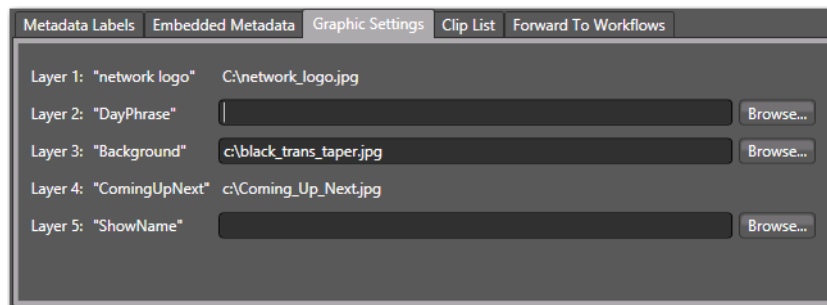 Metadata Labels Embedded Metadata Graphic Settings Clip List Forward To Workflows
Layer 1: "network logo" C:\network_logo.jpg
Layer 2: "DayPhrase" Browse...
Layer 3: "Background" c:\black_trans_taper.jpg Browse...
Layer 4: "ComingUpNext" c:\Coming_Up_Next.jpg
Layer 5: "ShowName" Browse...